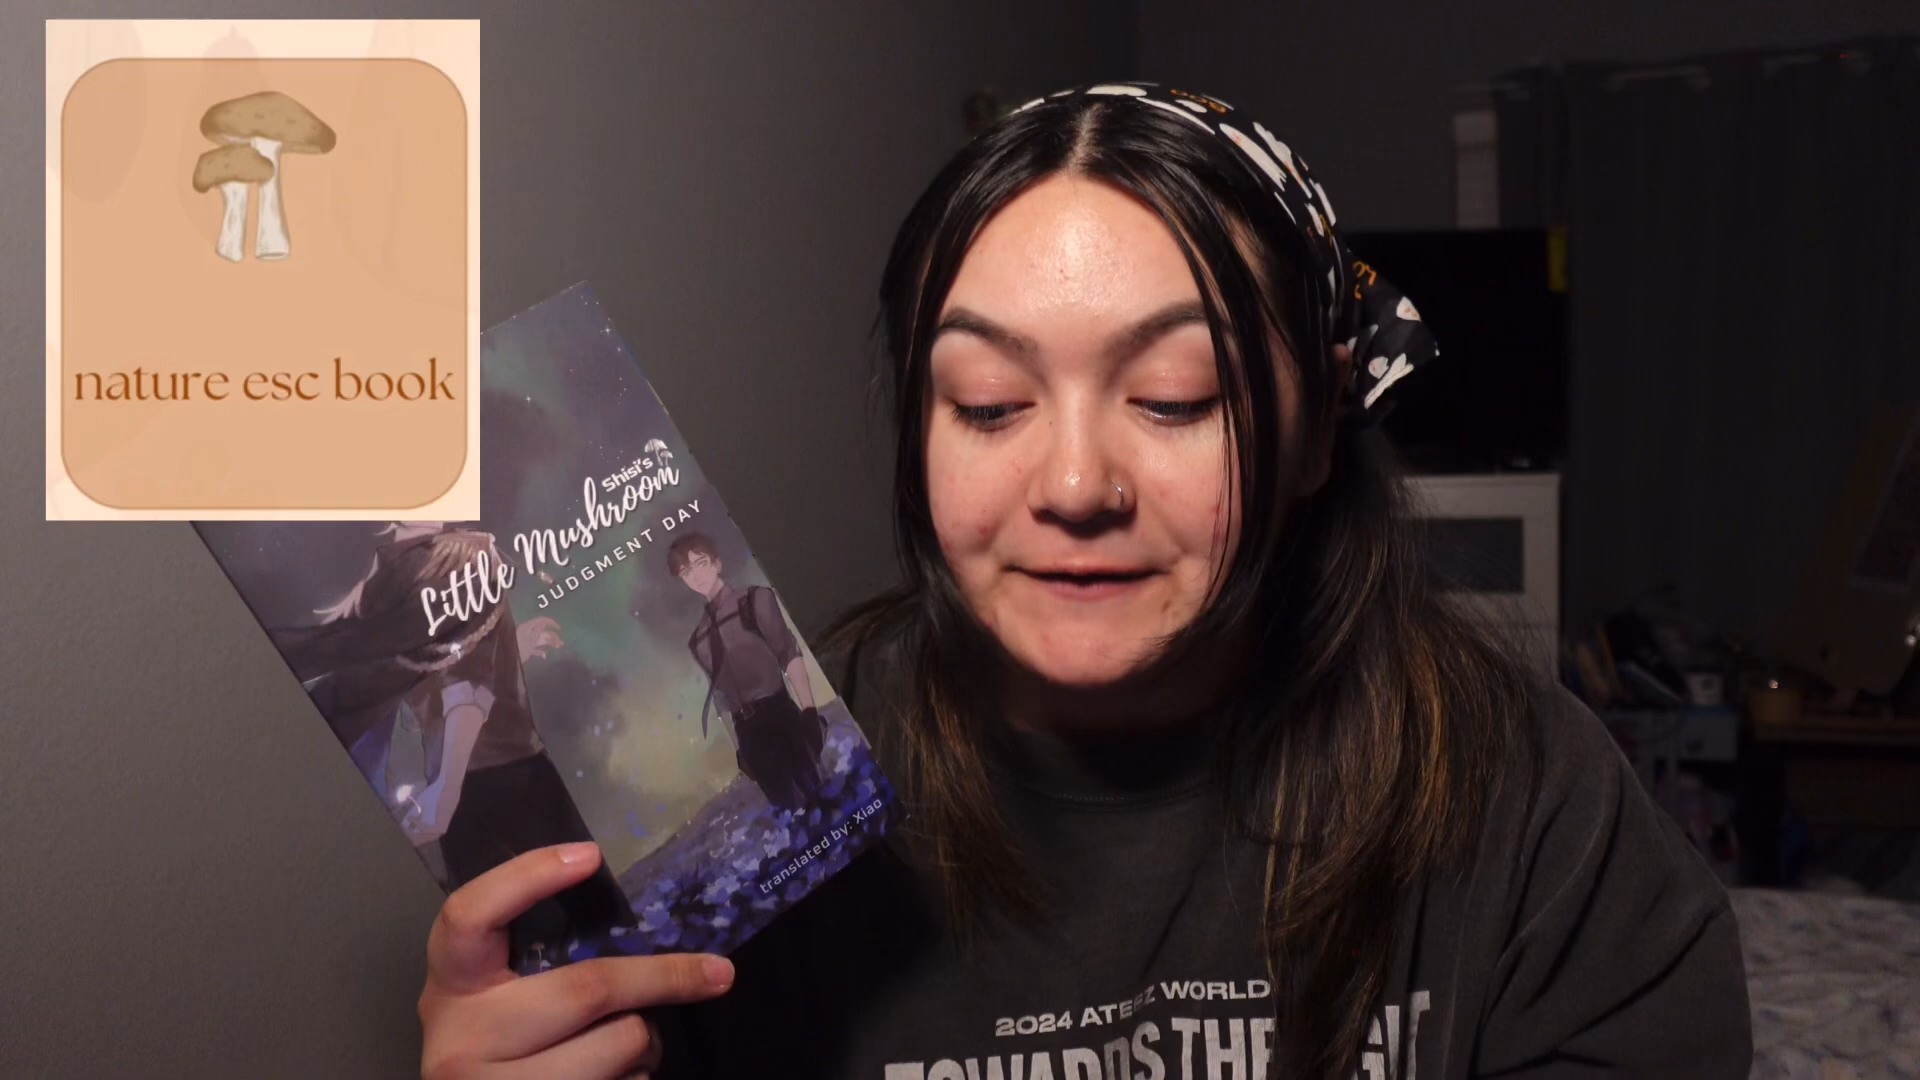 nature esc book
Shisi's
Little Mushroom
JUDGMENT DAY
translated by: Xiao
2024 ATEEZ WORLD
TOWARDS THE